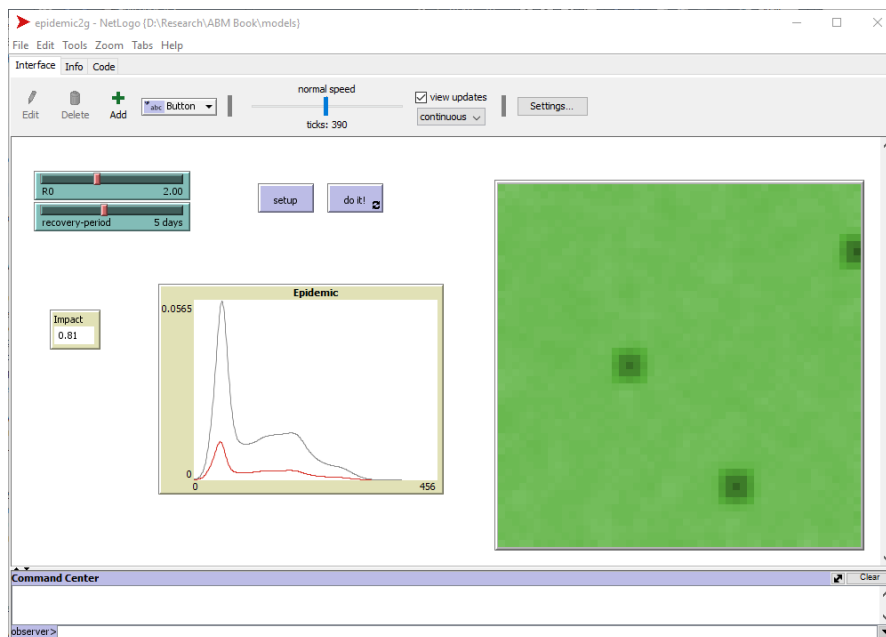 epidemic2g - NetLogo {D:\Research\ABM Book\models}
File Edit Tools Zoom Tabs Help
Interface Info Code
Edit
Delete
Add
abc Button
normal speed
ticks: 390
view updates
continuous
Settings...
R0 2.00
recovery-period 5 days
setup
do it!
Impact
0.81
Epidemic
0.0565
0
0 456
Command Center
Clear
observer>